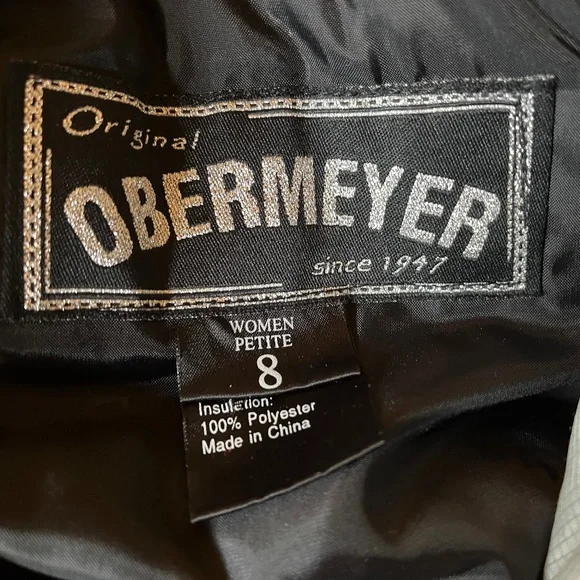 Original
OBERMEYER
since 1947
WOMEN
PETITE
8
Insulation:
100% Polyester
Made in China